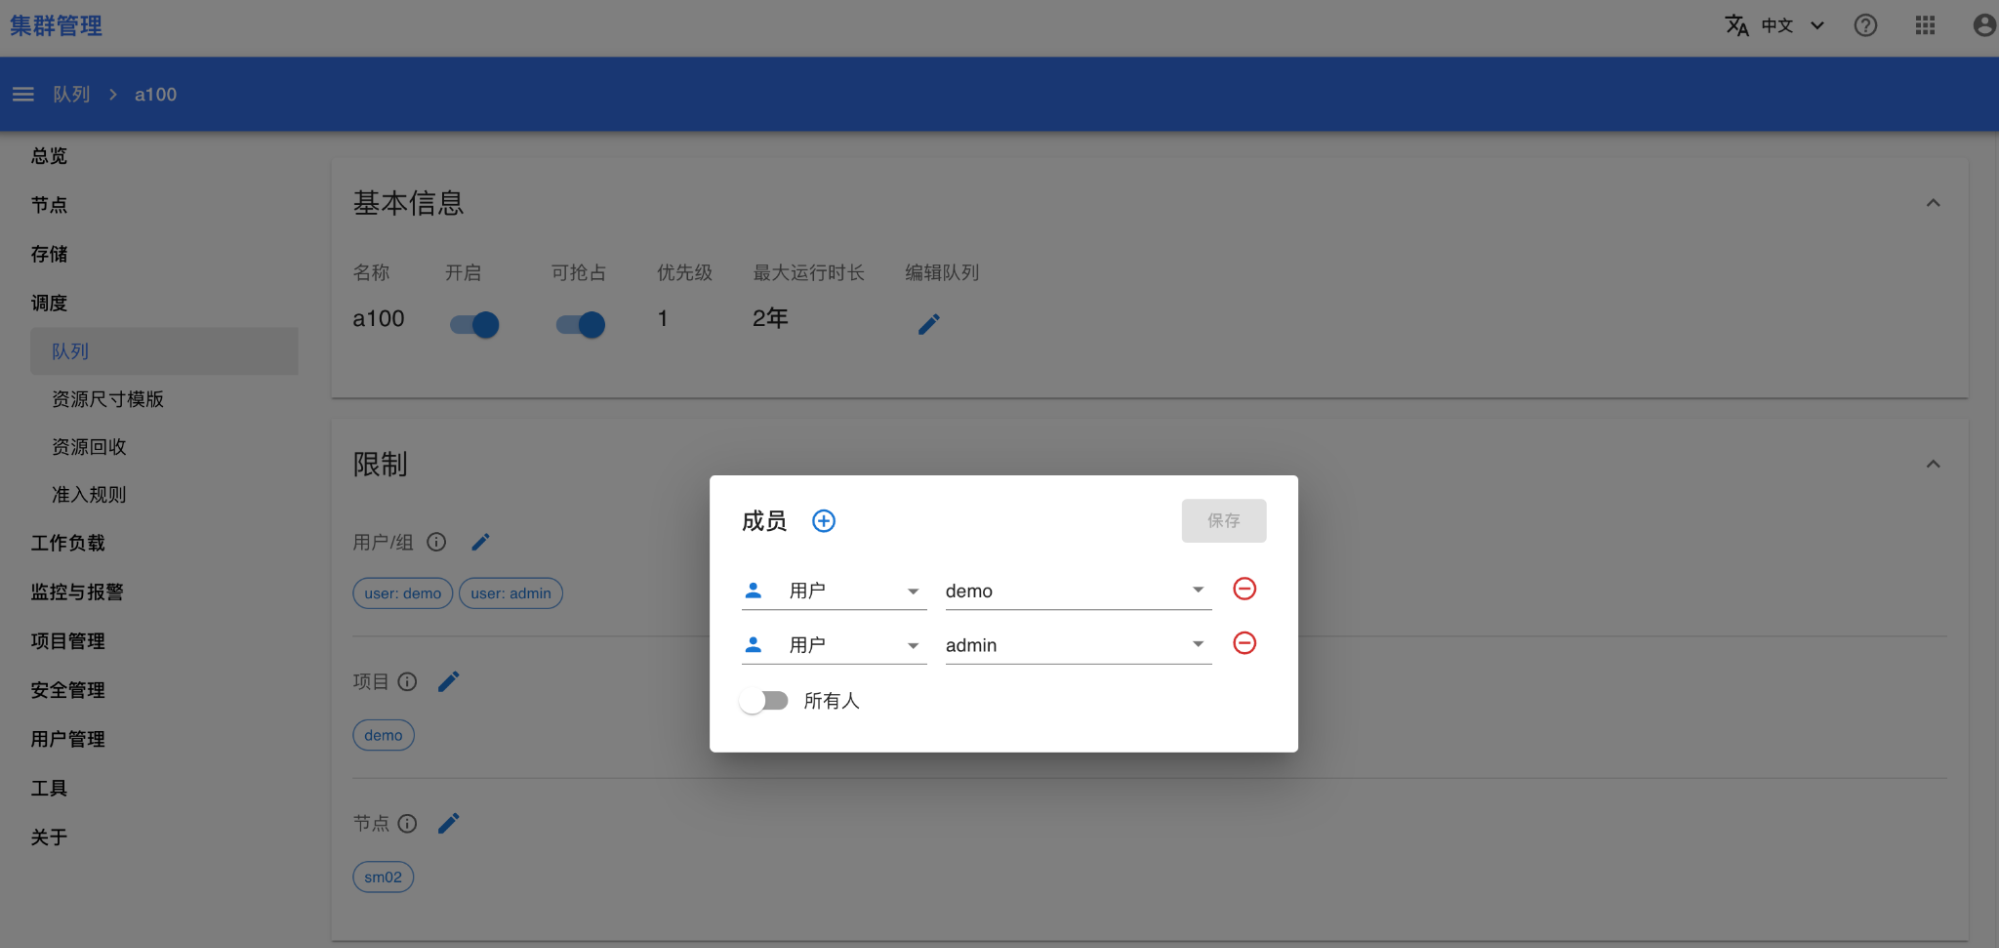 集群管理
中文
队列 > a100
总览
节点
存储
调度
队列
资源尺寸模版
资源回收
准入规则
工作负载
监控与报警
项目管理
安全管理
用户管理
工具
关于
基本信息
名称 开启 可抢占 优先级 最大运行时长 编辑队列
a100 1 2年
限制
用户/组
user: demo user: admin
项目
demo
节点
sm02
成员 保存
用户 demo
用户 admin
所有人